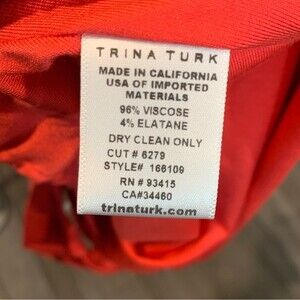 TRINA TURK
MADE IN CALIFORNIA
USA OF IMPORTED
MATERIALS
96% VISCOSE
4% ELATANE
DRY CLEAN ONLY
CUT # 6279
STYLE# 166109
RN # 93415
CA#34460
trinaturk.com